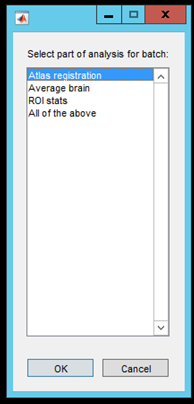 Select part of analysis for batch:
Atlas registration
Average brain
ROI stats
All of the above
OK
Cancel